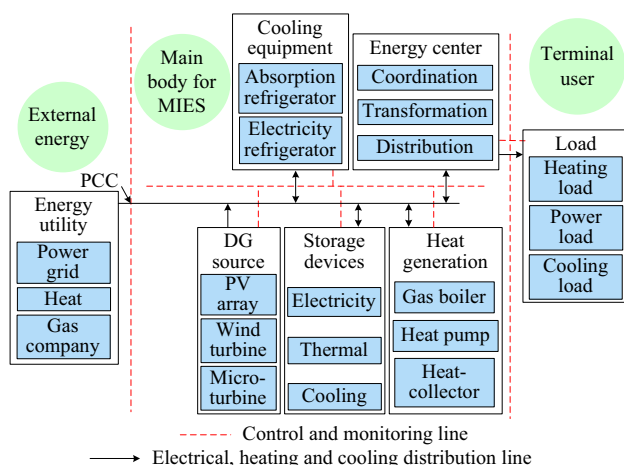 External
energy
Main
body for
MIES
Terminal
user
Cooling
equipment
Absorption
refrigerator
Electricity
refrigerator
Energy center
Coordination
Transformation
Distribution
Load
Heating
load
Power
load
Cooling
load
PCC
Energy
utility
Power
grid
Heat
Gas
company
DG
source
PV
array
Wind
turbine
Micro-
turbine
Storage
devices
Electricity
Thermal
Cooling
Heat
generation
Gas boiler
Heat pump
Heat-
collector
Control and monitoring line
Electrical, heating and cooling distribution line